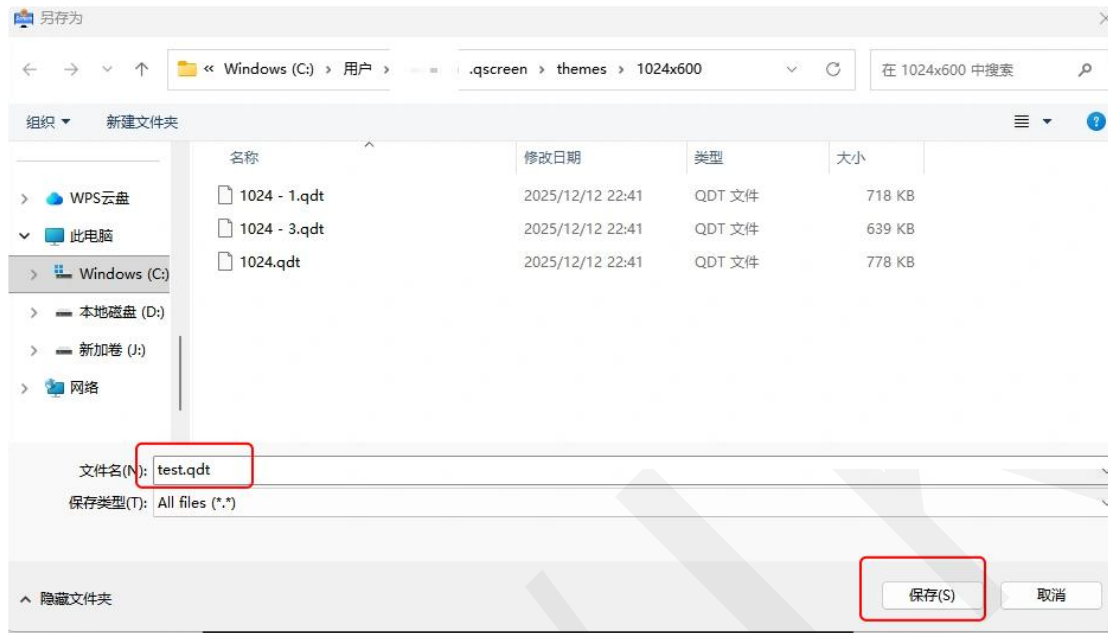 另存为
« Windows (C:) › 用户 › .qscreen › themes › 1024x600
在 1024x600 中搜索
组织 新建文件夹
名称 修改日期 类型 大小
WPS云盘
此电脑
Windows (C:)
本地磁盘 (D:)
新加卷 (J:)
网络
1024 - 1.qdt 2025/12/12 22:41 QDT 文件 718 KB
1024 - 3.qdt 2025/12/12 22:41 QDT 文件 639 KB
1024.qdt 2025/12/12 22:41 QDT 文件 778 KB
文件名(N): test.qdt
保存类型(T): All files (*.*)
隐藏文件夹
保存(S) 取消